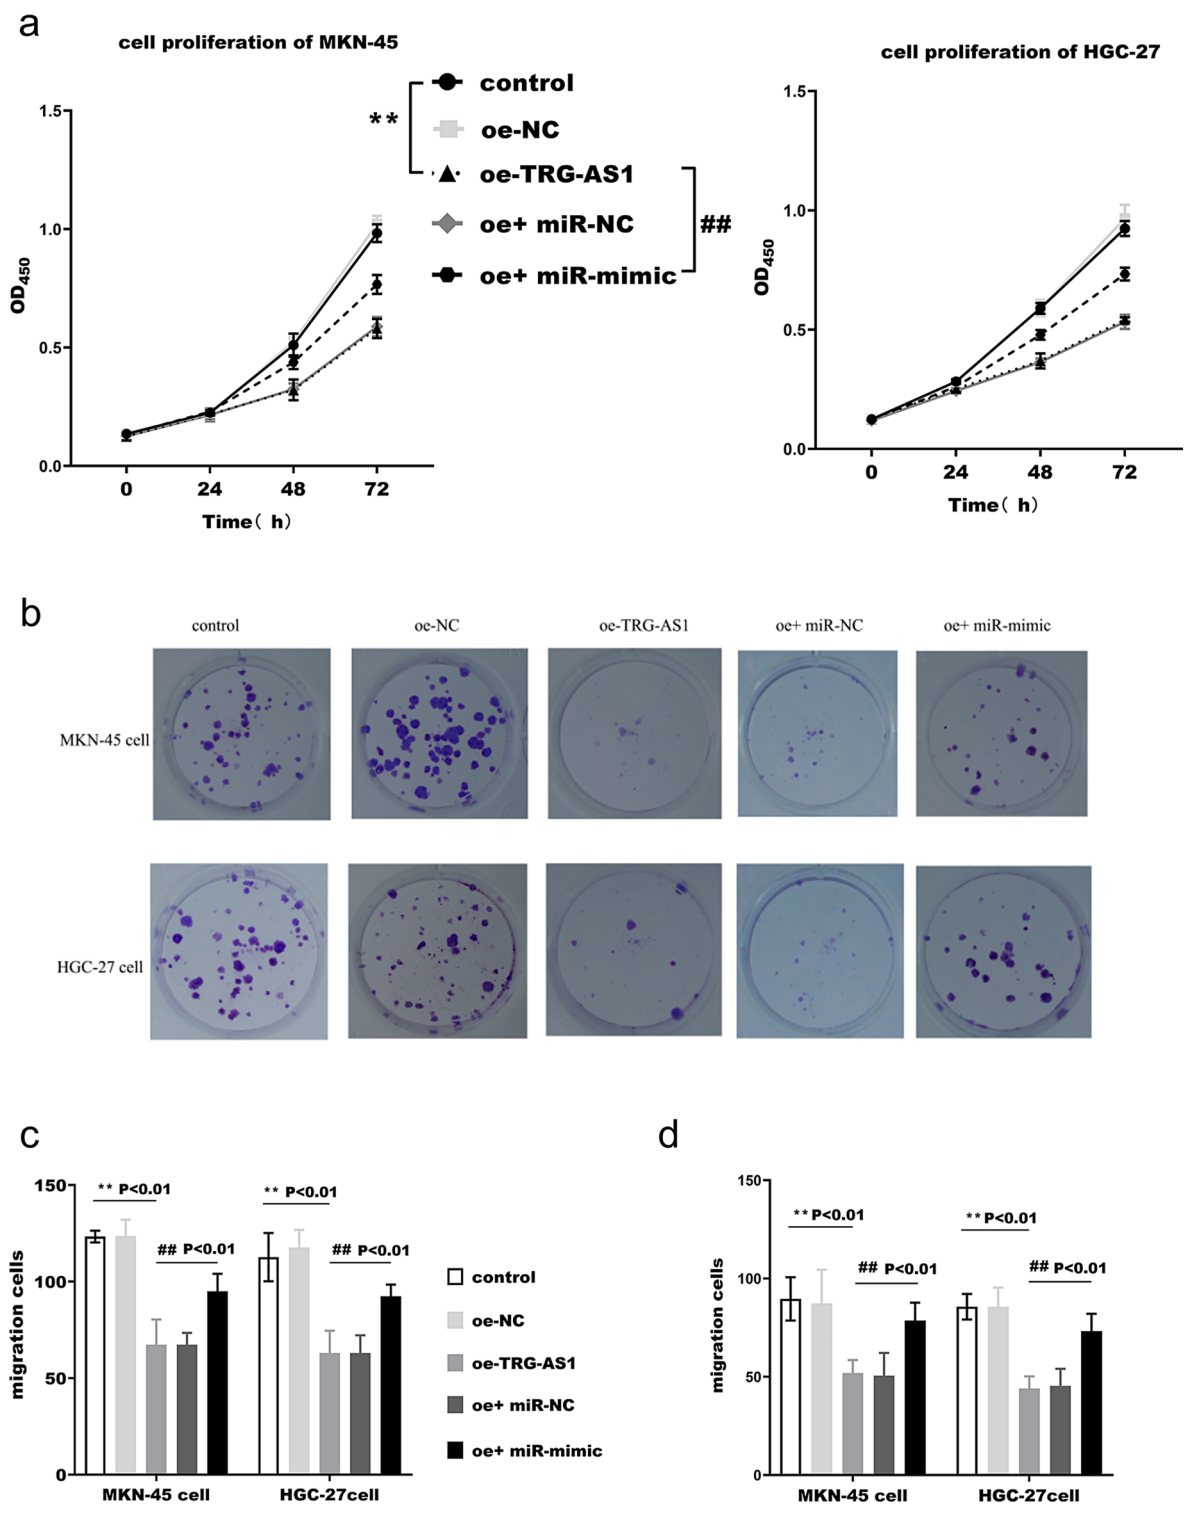 a
cell proliferation of MKN-45
1.5
1.0
0.5
0.0
OD450
0
24
48
72
Time( h)
**
control
oe-NC
oe-TRG-AS1
oe+ miR-NC
oe+ miR-mimic
##
cell proliferation of HGC-27
1.5
1.0
0.5
0.0
OD450
0
24
48
72
Time( h)
b
control
oe-NC
oe-TRG-AS1
oe+ miR-NC
oe+ miR-mimic
MKN-45 cell
HGC-27 cell
c
150
100
50
0
migration cells
** P<0.01
## P<0.01
** P<0.01
## P<0.01
MKN-45 cell
HGC-27cell
control
oe-NC
oe-TRG-AS1
oe+ miR-NC
oe+ miR-mimic
d
150
100
50
0
migration cells
** P<0.01
## P<0.01
** P<0.01
## P<0.01
MKN-45 cell
HGC-27cell